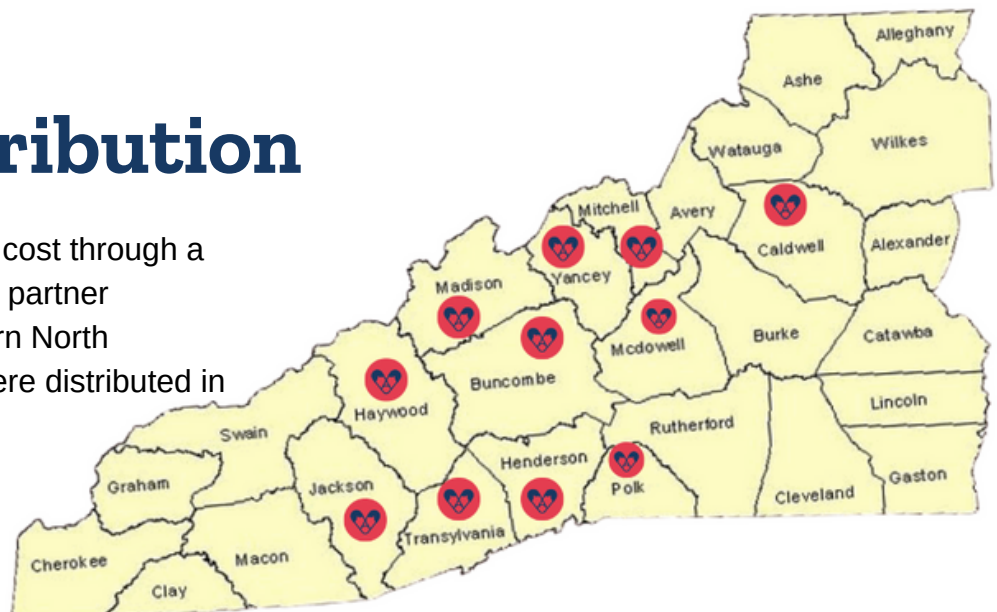 ribution
cost through a
partner
rn North
ere distributed in
Alleghany
Ashe
Wilkes
Watauga
Mitchell
Avery
Caldwell
Alexander
Yancey
Madison
Mcdowell
Burke
Catawba
Buncombe
Haywood
Lincoln
Rutherford
Swain
Henderson
Gaston
Graham
Jackson
Polk
Cleveland
Transylvania
Macon
Cherokee
Clay